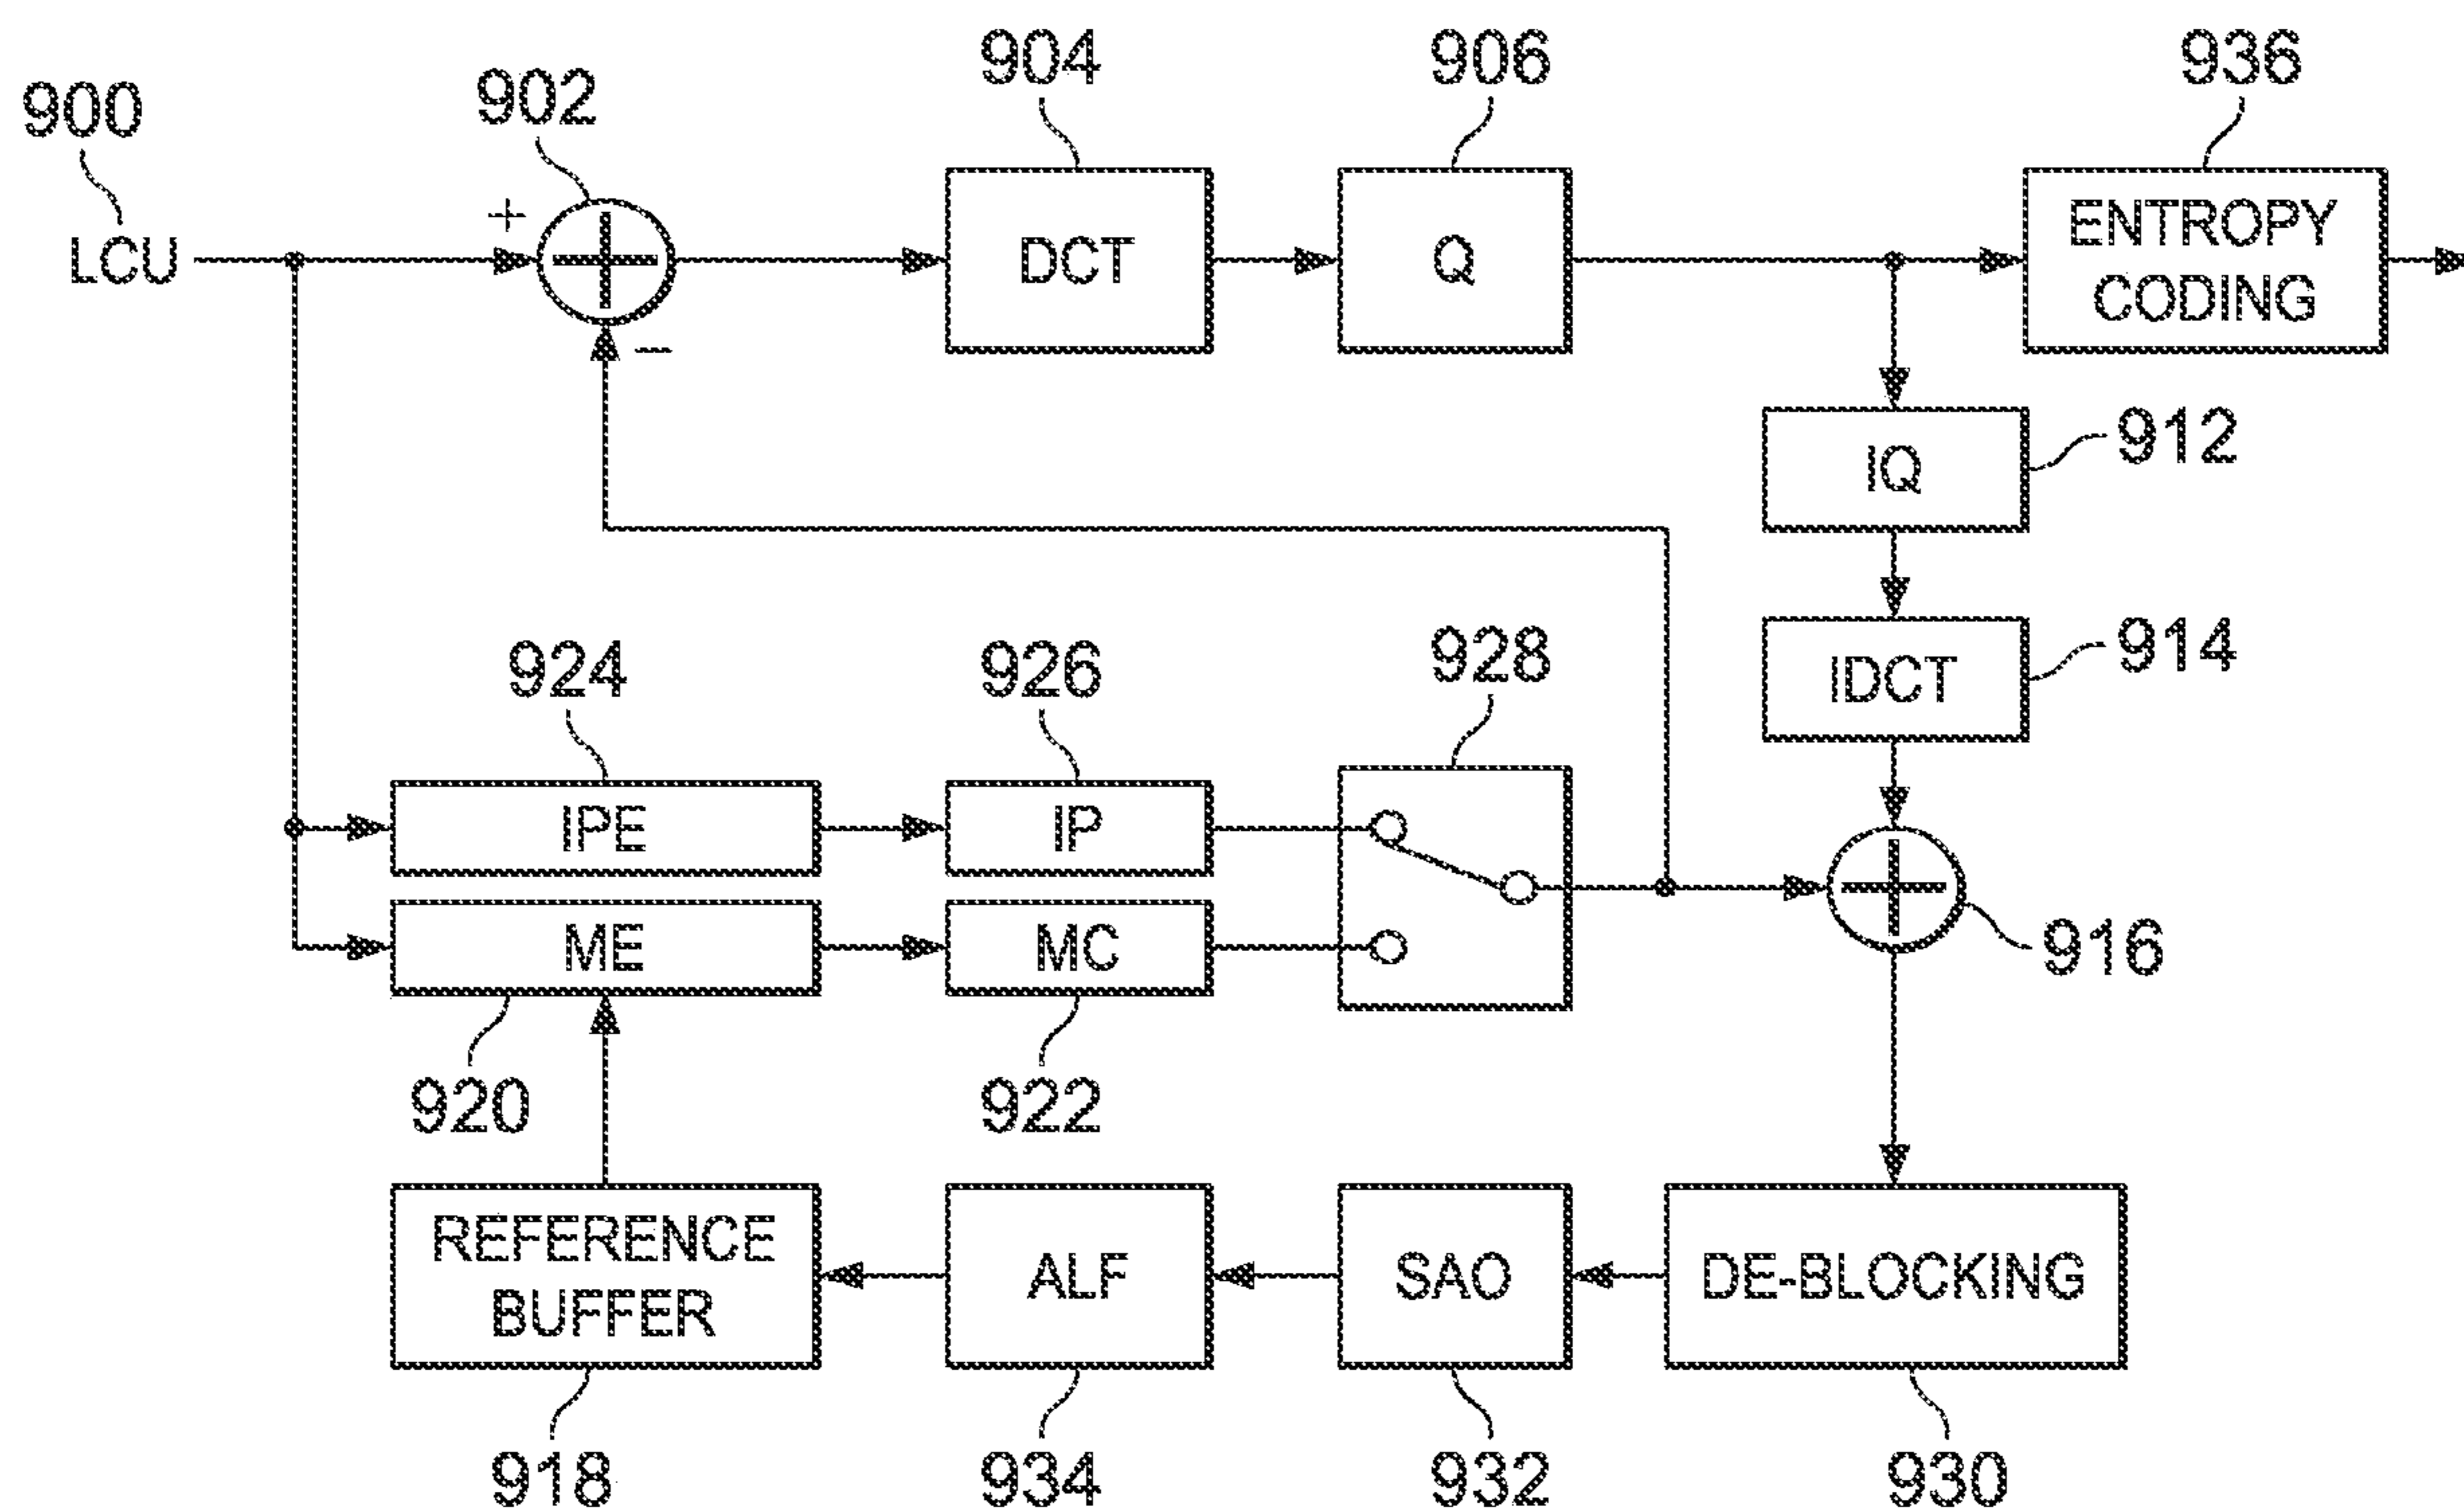 904
906
936
900
902
+
LCU
DCT
Q
ENTROPY
CODING
−
IQ
912
IDCT
914
924
926
928
IPE
IP
ME
MC
916
920
922
REFERENCE
BUFFER
ALF
SAO
DE-BLOCKING
918
934
932
930